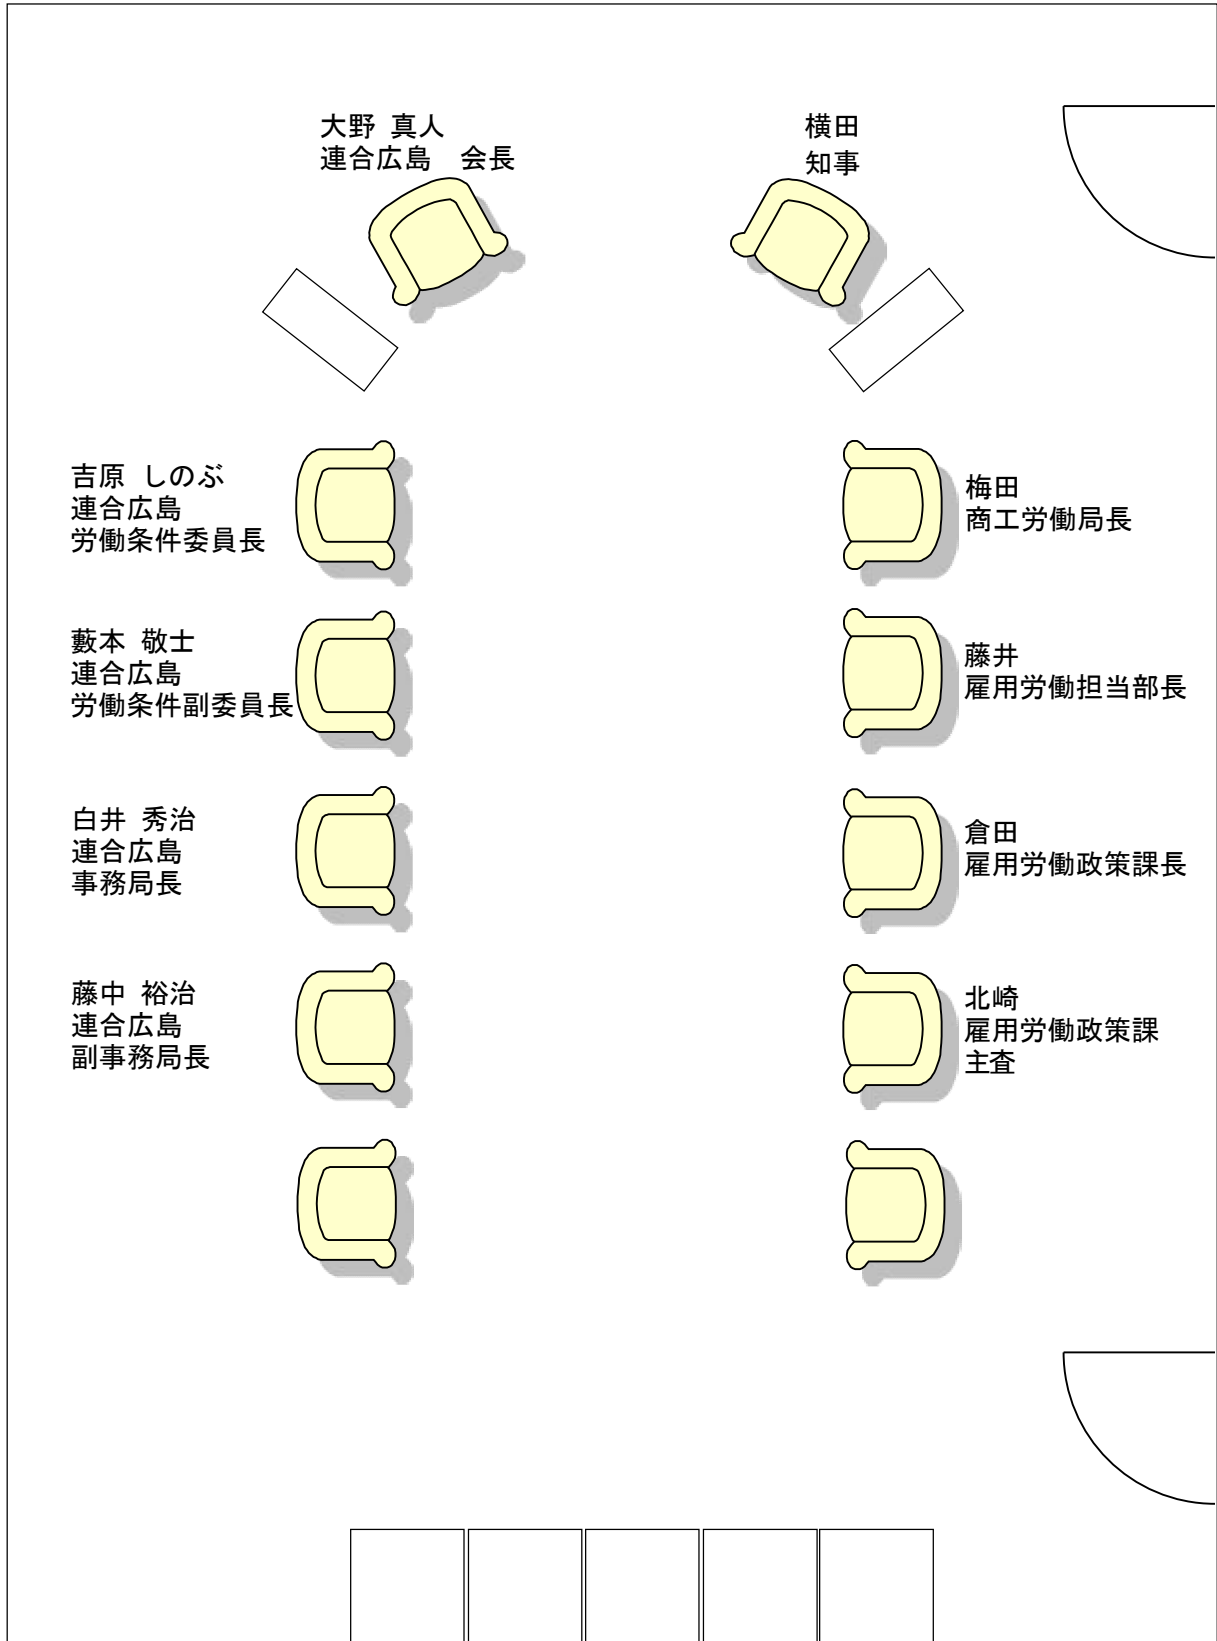 大野 真人
連合広島　会長
横田
知事
吉原 しのぶ
連合広島
労働条件委員長
梅田
商工労働局長
藪本 敬士
連合広島
労働条件副委員長
藤井
雇用労働担当部長
白井 秀治
連合広島
事務局長
倉田
雇用労働政策課長
藤中 裕治
連合広島
副事務局長
北崎
雇用労働政策課
主査